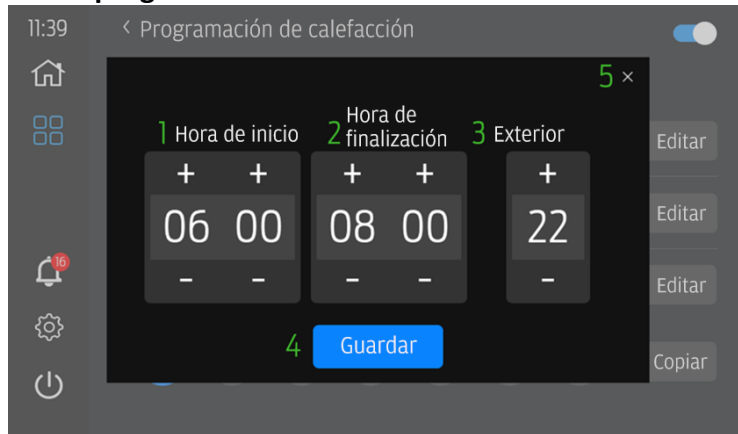 11:39
< Programación de calefacción
5 ×
1 Hora de inicio
2 Hora de
finalización
3 Exterior
+ + + + +
06 00 08 00 22
- - - - -
4 Guardar
Editar
Editar
Editar
Copiar
16